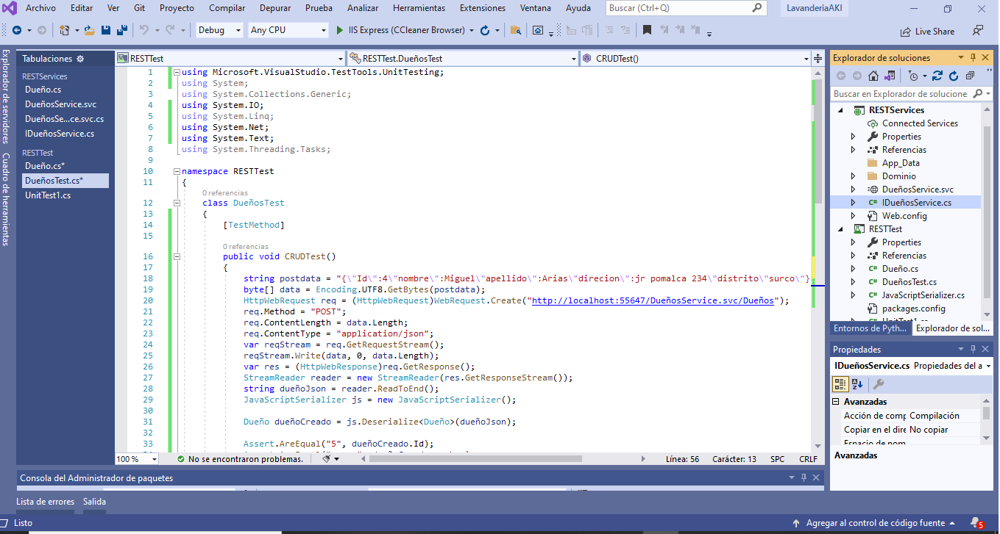 Archivo Editar Ver Git Proyecto Compilar Depurar Prueba Analizar Herramientas Extensiones Ventana Ayuda Buscar (Ctrl+Q) LavanderiaAKI
Debug Any CPU IIS Express (CCleaner Browser) Live Share
Explorador de servidores
Cuadro de herramientas
Tabulaciones
RESTServices
Dueño.cs
DueñosService.svc
DueñosSe...ce.svc.cs
IDueñosService.cs
RESTTest
Dueño.cs*
DueñosTest.cs*
UnitTest1.cs
RESTTest RESTTest.DueñosTest CRUDTest()
1 using Microsoft.VisualStudio.TestTools.UnitTesting;
2 using System;
3 using System.Collections.Generic;
4 using System.IO;
5 using System.Linq;
6 using System.Net;
7 using System.Text;
8 using System.Threading.Tasks;
9
10 namespace RESTTest
11 {
0 referencias
12 class DueñosTest
13 {
14 [TestMethod]
15
0 referencias
16 public void CRUDTest()
17 {
18 string postdata = "{\"Id\":4\"nombre\":Miguel\"apellido\":Arias\"direcion\":jr pomalca 234\"distrito\"surco\"}
19 byte[] data = Encoding.UTF8.GetBytes(postdata);
20 HttpWebRequest req = (HttpWebRequest)WebRequest.Create("http://localhost:55647/DueñosService.svc/Dueños");
21 req.Method = "POST";
22 req.ContentLength = data.Length;
23 req.ContentType = "application/json";
24 var reqStream = req.GetRequestStream();
25 reqStream.Write(data, 0, data.Length);
26 var res = (HttpWebResponse)req.GetResponse();
27 StreamReader reader = new StreamReader(res.GetResponseStream());
28 string dueñoJson = reader.ReadToEnd();
29 JavaScriptSerializer js = new JavaScriptSerializer();
30
31 Dueño dueñoCreado = js.Deserialize<Dueño>(dueñoJson);
32
33 Assert.AreEqual("5", dueñoCreado.Id);
100 % No se encontraron problemas. Línea: 56 Carácter: 13 SPC CRLF
Explorador de soluciones
Buscar en Explorador de solucione
RESTServices
Connected Services
Properties
Referencias
App_Data
Dominio
DueñosService.svc
IDueñosService.cs
Web.config
RESTTest
Properties
Referencias
Dueño.cs
DueñosTest.cs
JavaScriptSerializer.cs
packages.config
UnitTest1.cs
Entornos de Pyth... Explorador de sol...
Propiedades
IDueñosService.cs Propiedades del a
Avanzadas
Acción de comp Compilación
Copiar en el dire No copiar
Espacio de nom
Avanzadas
Consola del Administrador de paquetes
Lista de errores Salida
Listo Agregar al control de código fuente 5